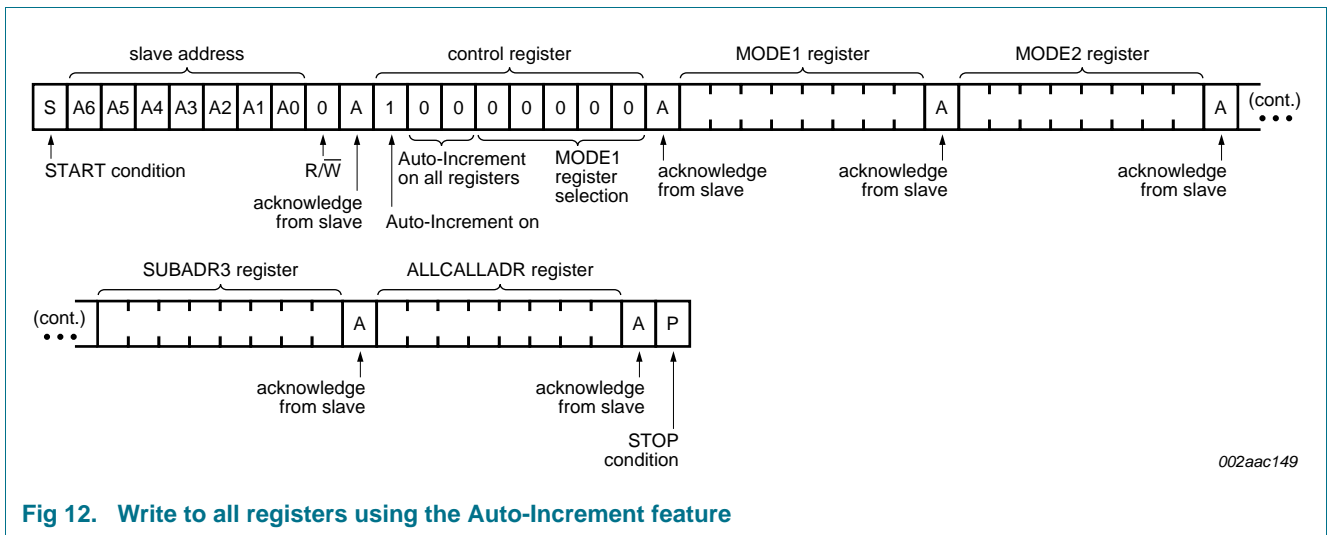 slave address control register MODE1 register MODE2 register
S A6 A5 A4 A3 A2 A1 A0 0 A 1 0 0 0 0 0 0 0 A A A (cont.)
START condition R/W̅ acknowledge from slave Auto-Increment on Auto-Increment on all registers MODE1 register selection acknowledge from slave acknowledge from slave acknowledge from slave
SUBADR3 register ALLCALLADR register
(cont.) A A P
acknowledge from slave acknowledge from slave
STOP condition
002aac149
Fig 12. Write to all registers using the Auto-Increment feature